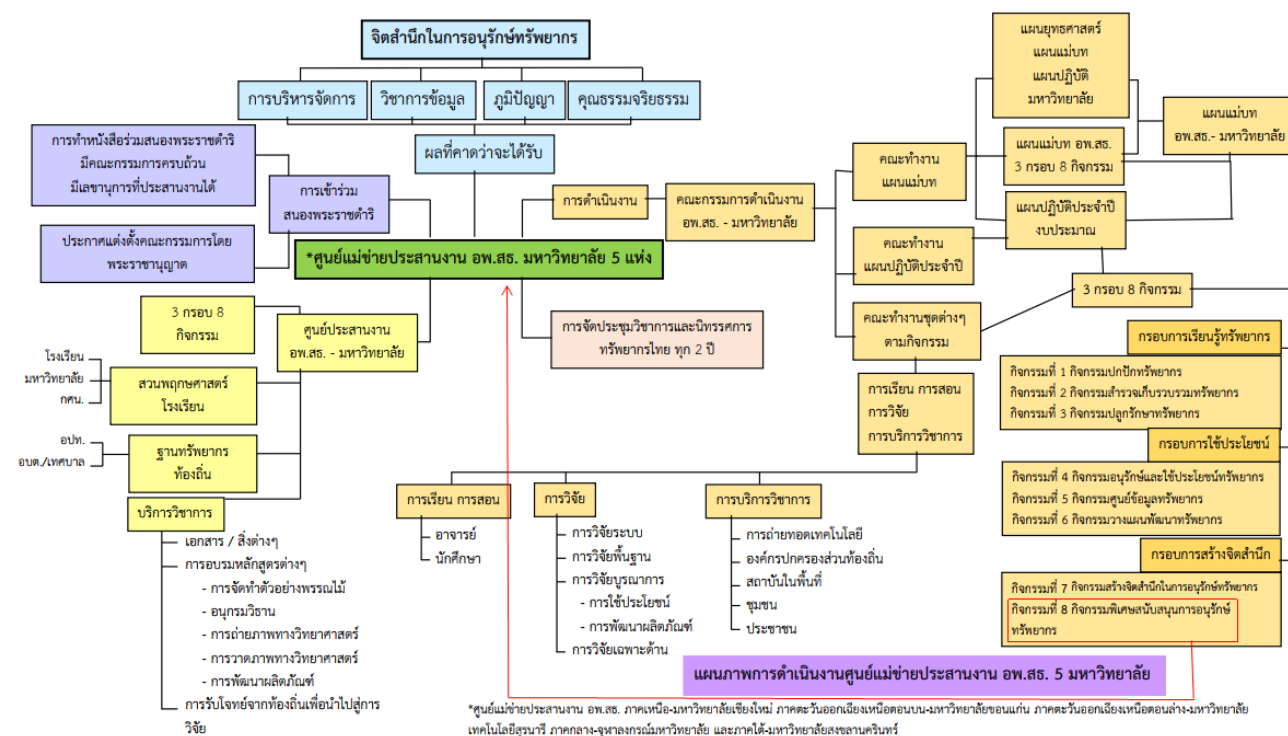 จิตสำนึกในการอนุรักษ์ทรัพยากร
การบริหารจัดการ
วิชาการข้อมูล
ภูมิปัญญา
คุณธรรมจริยธรรม
ผลที่คาดว่าจะได้รับ
การทำหนังสือร่วมสนองพระราชดำริ
มีคณะกรรมการครบถ้วน
มีเลขานุการที่ประสานงานได้
การเข้าร่วม
สนองพระราชดำริ
ประกาศแต่งตั้งคณะกรรมการโดย
พระราชานุญาต
*ศูนย์แม่ข่ายประสานงาน อพ.สธ. มหาวิทยาลัย 5 แห่ง
การดำเนินงาน
คณะกรรมการดำเนินงาน
อพ.สธ. - มหาวิทยาลัย
คณะทำงาน
แผนแม่บท
คณะทำงาน
แผนปฏิบัติประจำปี
คณะทำงานชุดต่างๆ
ตามกิจกรรม
แผนยุทธศาสตร์
แผนแม่บท
แผนปฏิบัติ
มหาวิทยาลัย
แผนแม่บท อพ.สธ.
3 กรอบ 8 กิจกรรม
แผนแม่บท
อพ.สธ.- มหาวิทยาลัย
แผนปฏิบัติประจำปี
งบประมาณ
3 กรอบ 8 กิจกรรม
3 กรอบ 8
กิจกรรม
ศูนย์ประสานงาน
อพ.สธ. - มหาวิทยาลัย
โรงเรียน
มหาวิทยาลัย
กศน.
สวนพฤกษศาสตร์
โรงเรียน
อปท.
อบต./เทศบาล
ฐานทรัพยากร
ท้องถิ่น
บริการวิชาการ
เอกสาร / สิ่งต่างๆ
การอบรมหลักสูตรต่างๆ
- การจัดทำตัวอย่างพรรณไม้
- อนุกรมวิธาน
- การถ่ายภาพทางวิทยาศาสตร์
- การวาดภาพทางวิทยาศาสตร์
- การพัฒนาผลิตภัณฑ์
การรับโจทย์จากท้องถิ่นเพื่อนำไปสู่การ
วิจัย
การจัดประชุมวิชาการและนิทรรศการ
ทรัพยากรไทย ทุก 2 ปี
การเรียน การสอน
การวิจัย
การบริการวิชาการ
การเรียน การสอน
อาจารย์
นักศึกษา
การวิจัย
การวิจัยระบบ
การวิจัยพื้นฐาน
การวิจัยบูรณาการ
- การใช้ประโยชน์
- การพัฒนาผลิตภัณฑ์
การวิจัยเฉพาะด้าน
การบริการวิชาการ
การถ่ายทอดเทคโนโลยี
องค์กรปกครองส่วนท้องถิ่น
สถาบันในพื้นที่
ชุมชน
ประชาชน
กรอบการเรียนรู้ทรัพยากร
กิจกรรมที่ 1 กิจกรรมปกปักทรัพยากร
กิจกรรมที่ 2 กิจกรรมสำรวจเก็บรวบรวมทรัพยากร
กิจกรรมที่ 3 กิจกรรมปลูกรักษาทรัพยากร
กรอบการใช้ประโยชน์
กิจกรรมที่ 4 กิจกรรมอนุรักษ์และใช้ประโยชน์ทรัพยากร
กิจกรรมที่ 5 กิจกรรมศูนย์ข้อมูลทรัพยากร
กิจกรรมที่ 6 กิจกรรมวางแผนพัฒนาทรัพยากร
กรอบการสร้างจิตสำนึก
กิจกรรมที่ 7 กิจกรรมสร้างจิตสำนึกในการอนุรักษ์ทรัพยากร
กิจกรรมที่ 8 กิจกรรมพิเศษสนับสนุนการอนุรักษ์
ทรัพยากร
แผนภาพการดำเนินงานศูนย์แม่ข่ายประสานงาน อพ.สธ. 5 มหาวิทยาลัย
*ศูนย์แม่ข่ายประสานงาน อพ.สธ. ภาคเหนือ-มหาวิทยาลัยเชียงใหม่ ภาคตะวันออกเฉียงเหนือตอนบน-มหาวิทยาลัยขอนแก่น ภาคตะวันออกเฉียงเหนือตอนล่าง-มหาวิทยาลัย
เทคโนโลยีสุรนารี ภาคกลาง-จุฬาลงกรณ์มหาวิทยาลัย และภาคใต้-มหาวิทยาลัยสงขลานครินทร์